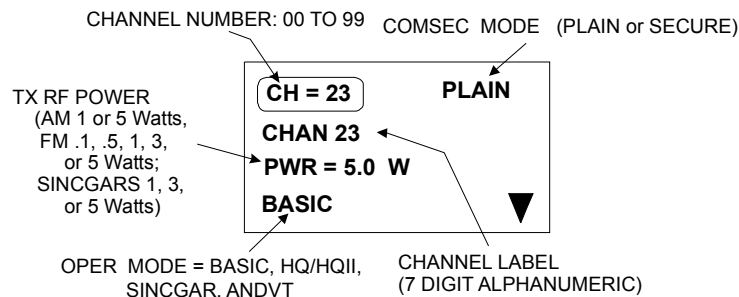 CHANNEL NUMBER: 00 TO 99
COMSEC MODE (PLAIN or SECURE)
CH = 23
PLAIN
TX RF POWER
(AM 1 or 5 Watts,
FM .1, .5, 1, 3,
or 5 Watts;
SINCGARS 1, 3,
or 5 Watts)
CHAN 23
PWR = 5.0 W
BASIC
OPER MODE = BASIC, HQ/HQII,
SINCGAR, ANDVT
CHANNEL LABEL
(7 DIGIT ALPHANUMERIC)